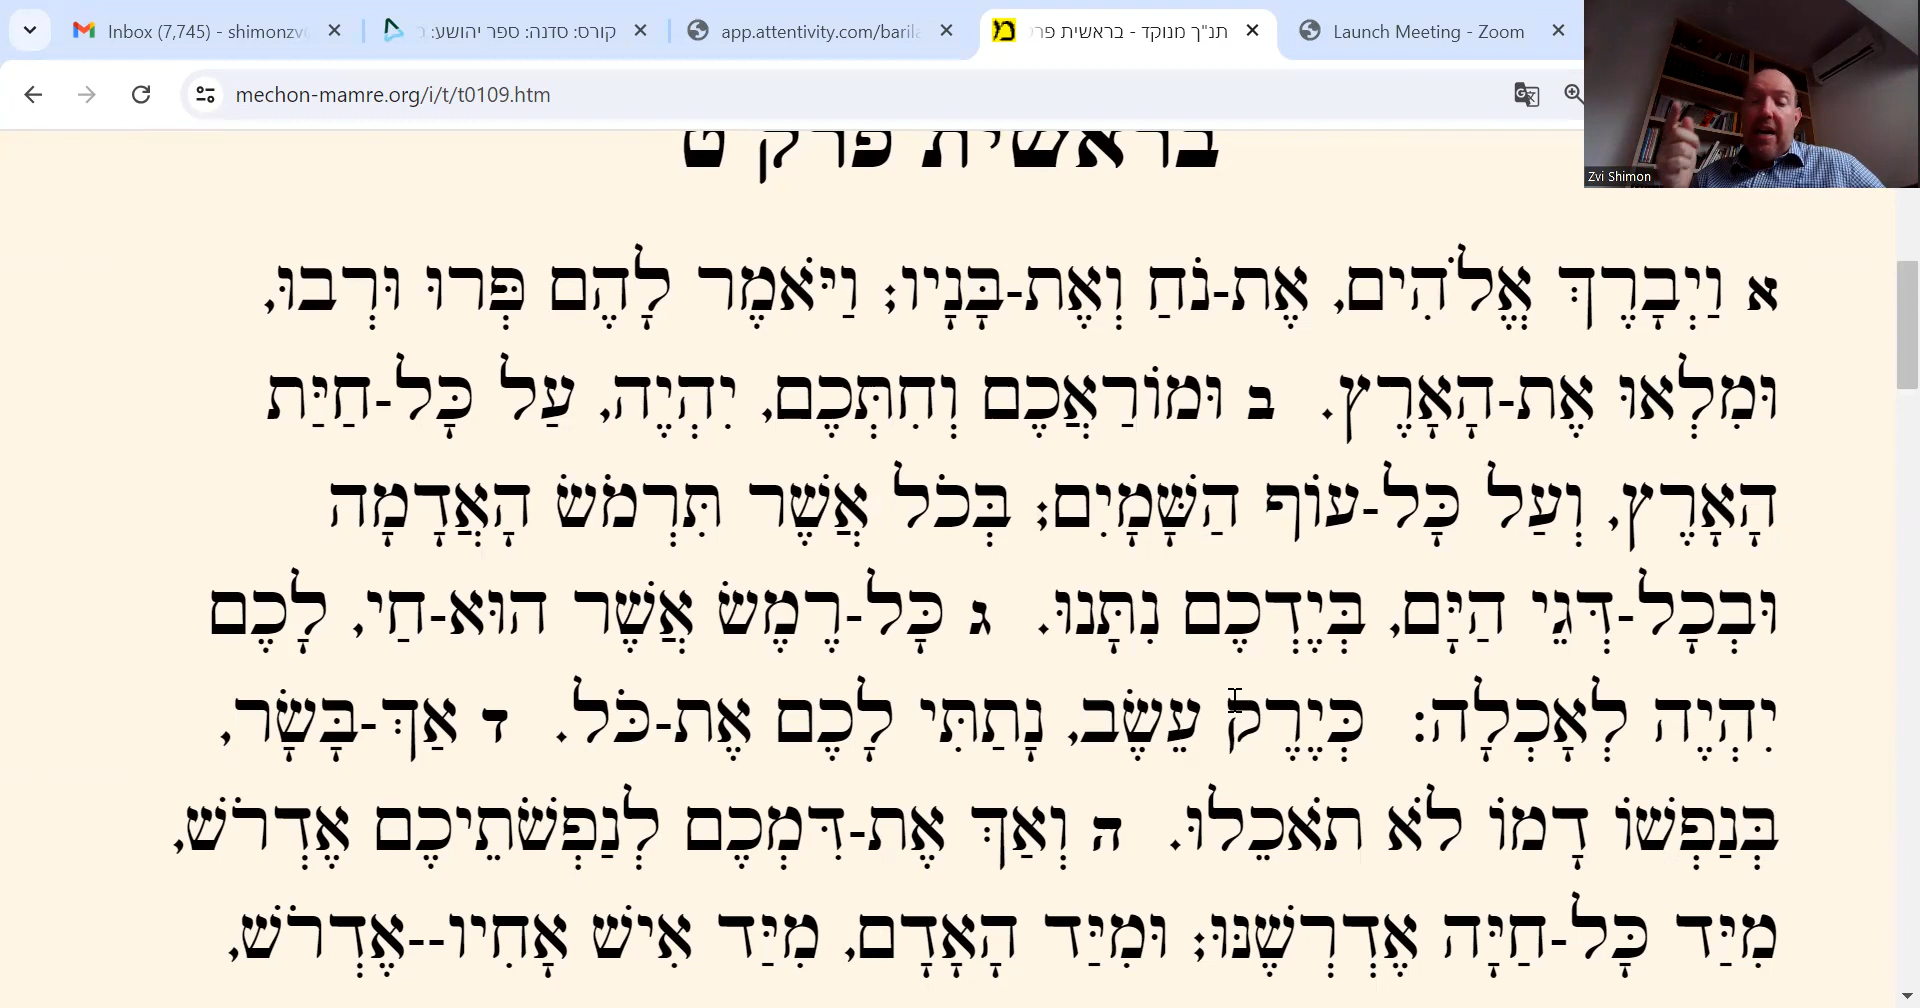 Inbox (7,745) - shimonzv
קורס: סדנה: ספר יהושע:
app.attentivity.com/barila
תנ"ך מנוקד - בראשית פרק
Launch Meeting - Zoom
mechon-mamre.org/i/t/t0109.htm
Zvi Shimon
בראשית פרק ט
א וַיְבָרֶךְ אֱלֹהִים, אֶת-נֹחַ וְאֶת-בָּנָיו; וַיֹּאמֶר לָהֶם פְּרוּ וּרְבוּ,
וּמִלְאוּ אֶת-הָאָרֶץ. ב וּמוֹרַאֲכֶם וְחִתְּכֶם, יִהְיֶה, עַל כָּל-חַיַּת
הָאָרֶץ, וְעַל כָּל-עוֹף הַשָּׁמָיִם; בְּכֹל אֲשֶׁר תִּרְמֹשׂ הָאֲדָמָה
וּבְכָל-דְּגֵי הַיָּם, בְּיֶדְכֶם נִתָּנוּ. ג כָּל-רֶמֶשׂ אֲשֶׁר הוּא-חַי, לָכֶם
יִהְיֶה לְאָכְלָה: כְּיֶרֶק עֵשֶׂב, נָתַתִּי לָכֶם אֶת-כֹּל. ד אַךְ-בָּשָׂר,
בְּנַפְשׁוֹ דָמוֹ לֹא תֹאכֵלוּ. ה וְאַךְ אֶת-דִּמְכֶם לְנַפְשֹׁתֵיכֶם אֶדְרֹשׁ,
מִיַּד כָּל-חַיָּה אֶדְרְשֶׁנּוּ; וּמִיַּד הָאָדָם, מִיַּד אִישׁ אָחִיו--אֶדְרֹשׁ,